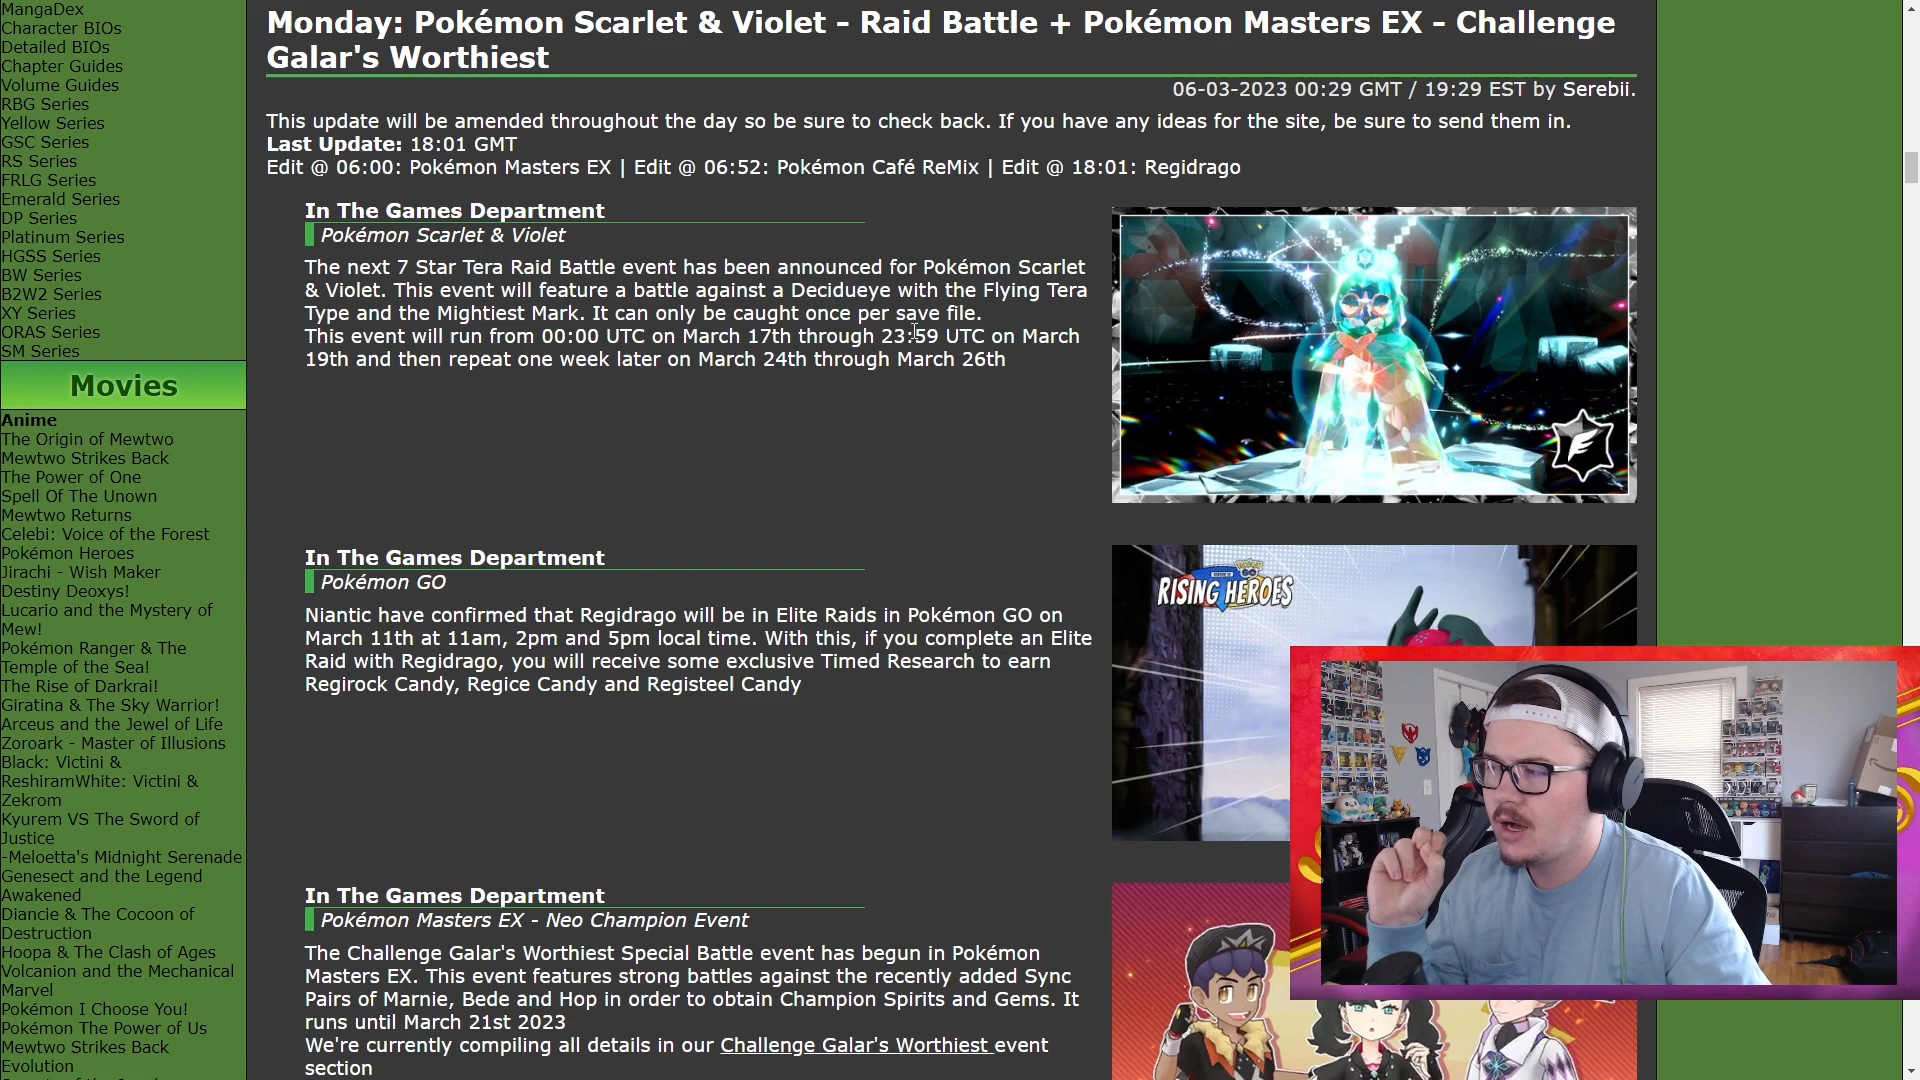 MangaDex
Character BIOs
Detailed BIOs
Chapter Guides
Volume Guides
RBG Series
Yellow Series
GSC Series
RS Series
FRLG Series
Emerald Series
DP Series
Platinum Series
HGSS Series
BW Series
B2W2 Series
XY Series
ORAS Series
SM Series
Movies
Anime
The Origin of Mewtwo
Mewtwo Strikes Back
The Power of One
Spell Of The Unown
Mewtwo Returns
Celebi: Voice of the Forest
Pokémon Heroes
Jirachi - Wish Maker
Destiny Deoxys!
Lucario and the Mystery of
Mew!
Pokémon Ranger & The
Temple of the Sea!
The Rise of Darkrai!
Giratina & The Sky Warrior!
Arceus and the Jewel of Life
Zoroark - Master of Illusions
Black: Victini &
ReshiramWhite: Victini &
Zekrom
Kyurem VS The Sword of
Justice
-Meloetta's Midnight Serenade
Genesect and the Legend
Awakened
Diancie & The Cocoon of
Destruction
Hoopa & The Clash of Ages
Volcanion and the Mechanical
Marvel
Pokémon I Choose You!
Pokémon The Power of Us
Mewtwo Strikes Back
Evolution
Monday: Pokémon Scarlet & Violet - Raid Battle + Pokémon Masters EX - Challenge
Galar's Worthiest
06-03-2023 00:29 GMT / 19:29 EST by Serebii.
This update will be amended throughout the day so be sure to check back. If you have any ideas for the site, be sure to send them in.
Last Update: 18:01 GMT
Edit @ 06:00: Pokémon Masters EX | Edit @ 06:52: Pokémon Café ReMix | Edit @ 18:01: Regidrago
In The Games Department
Pokémon Scarlet & Violet
The next 7 Star Tera Raid Battle event has been announced for Pokémon Scarlet
& Violet. This event will feature a battle against a Decidueye with the Flying Tera
Type and the Mightiest Mark. It can only be caught once per save file.
This event will run from 00:00 UTC on March 17th through 23:59 UTC on March
19th and then repeat one week later on March 24th through March 26th
In The Games Department
Pokémon GO
Niantic have confirmed that Regidrago will be in Elite Raids in Pokémon GO on
March 11th at 11am, 2pm and 5pm local time. With this, if you complete an Elite
Raid with Regidrago, you will receive some exclusive Timed Research to earn
Regirock Candy, Regice Candy and Registeel Candy
RISING HEROES
In The Games Department
Pokémon Masters EX - Neo Champion Event
The Challenge Galar's Worthiest Special Battle event has begun in Pokémon
Masters EX. This event features strong battles against the recently added Sync
Pairs of Marnie, Bede and Hop in order to obtain Champion Spirits and Gems. It
runs until March 21st 2023
We're currently compiling all details in our Challenge Galar's Worthiest event
section